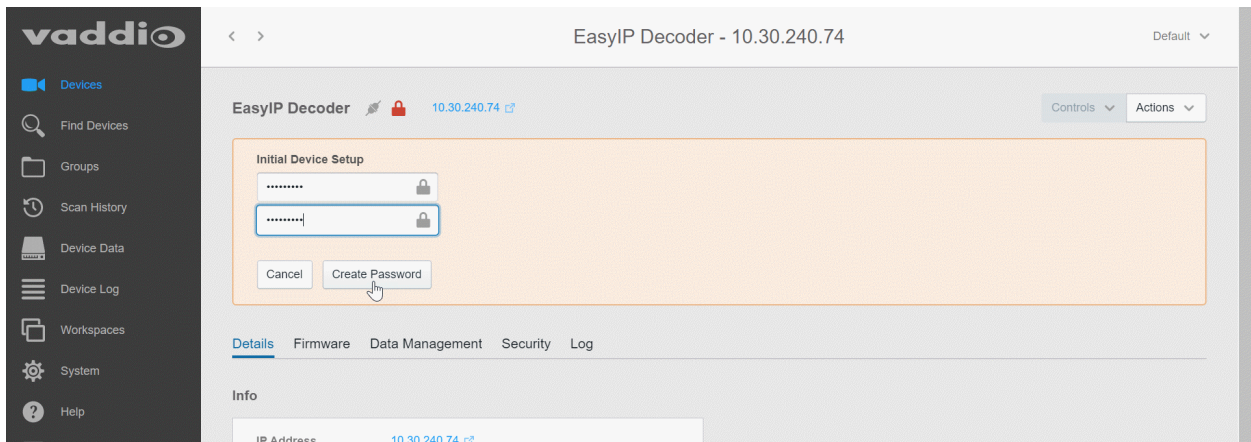 vaddio
EasyIP Decoder - 10.30.240.74
Default
Devices
Find Devices
Groups
Scan History
Device Data
Device Log
Workspaces
System
Help
EasyIP Decoder 10.30.240.74
Controls Actions
Initial Device Setup
•••••••••
•••••••••
Cancel Create Password
Details Firmware Data Management Security Log
Info
IP Address 10.30.240.74